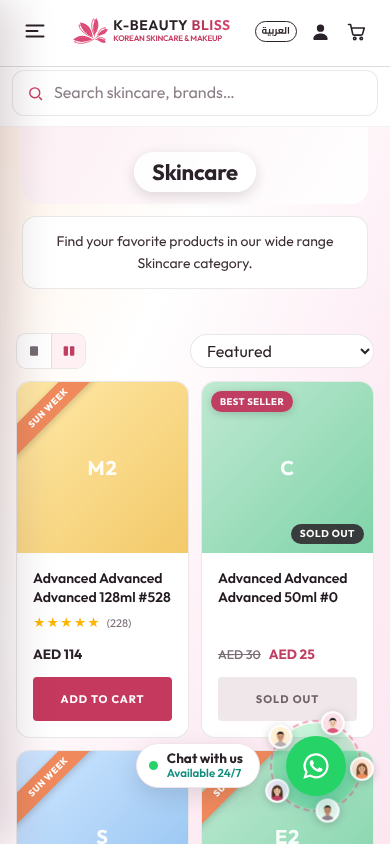 K-BEAUTY BLISS
KOREAN SKINCARE & MAKEUP
العربية
Search skincare, brands...
Skincare
Find your favorite products in our wide range
Skincare category.
Featured
SUN WEEK
M2
BEST SELLER
C
SOLD OUT
Advanced Advanced
Advanced 128ml #528
★★★★★ (228)
AED 114
ADD TO CART
Advanced Advanced
Advanced 50ml #0
AED 30 AED 25
SOLD OUT
SUN WEEK
S
Chat with us
Available 24/7
SU
E2